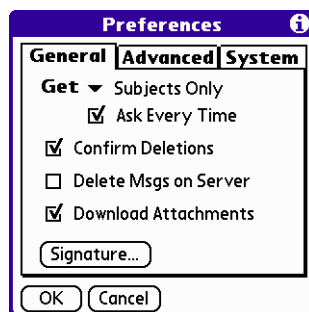 Preferences
General Advanced System
Get Subjects Only
Ask Every Time
Confirm Deletions
Delete Msgs on Server
Download Attachments
Signature...
OK Cancel